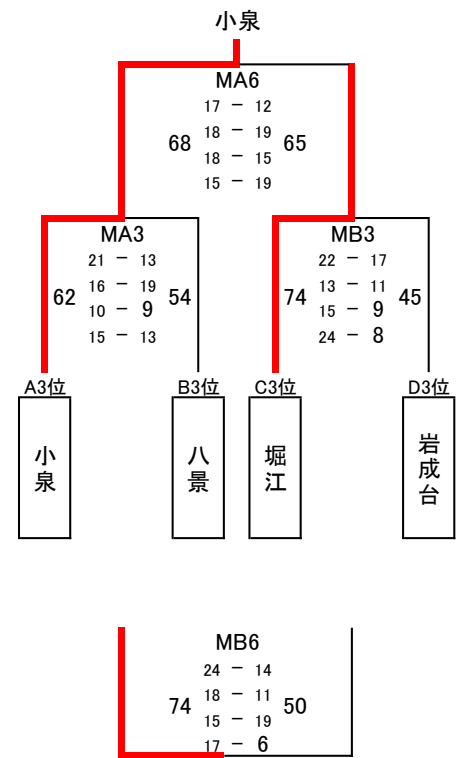 小泉
MA6
17 － 12
18 － 19
68 65
18 － 15
15 － 19
MA3 MB3
21 － 13 22 － 17
16 － 19 13 － 11
62 54 74 45
10 － 9 15 － 9
15 － 13 24 － 8
A3位 B3位 C3位 D3位
小泉 八景 堀江 岩成台
MB6
24 － 14
18 － 11
74 50
15 － 19
17 － 6